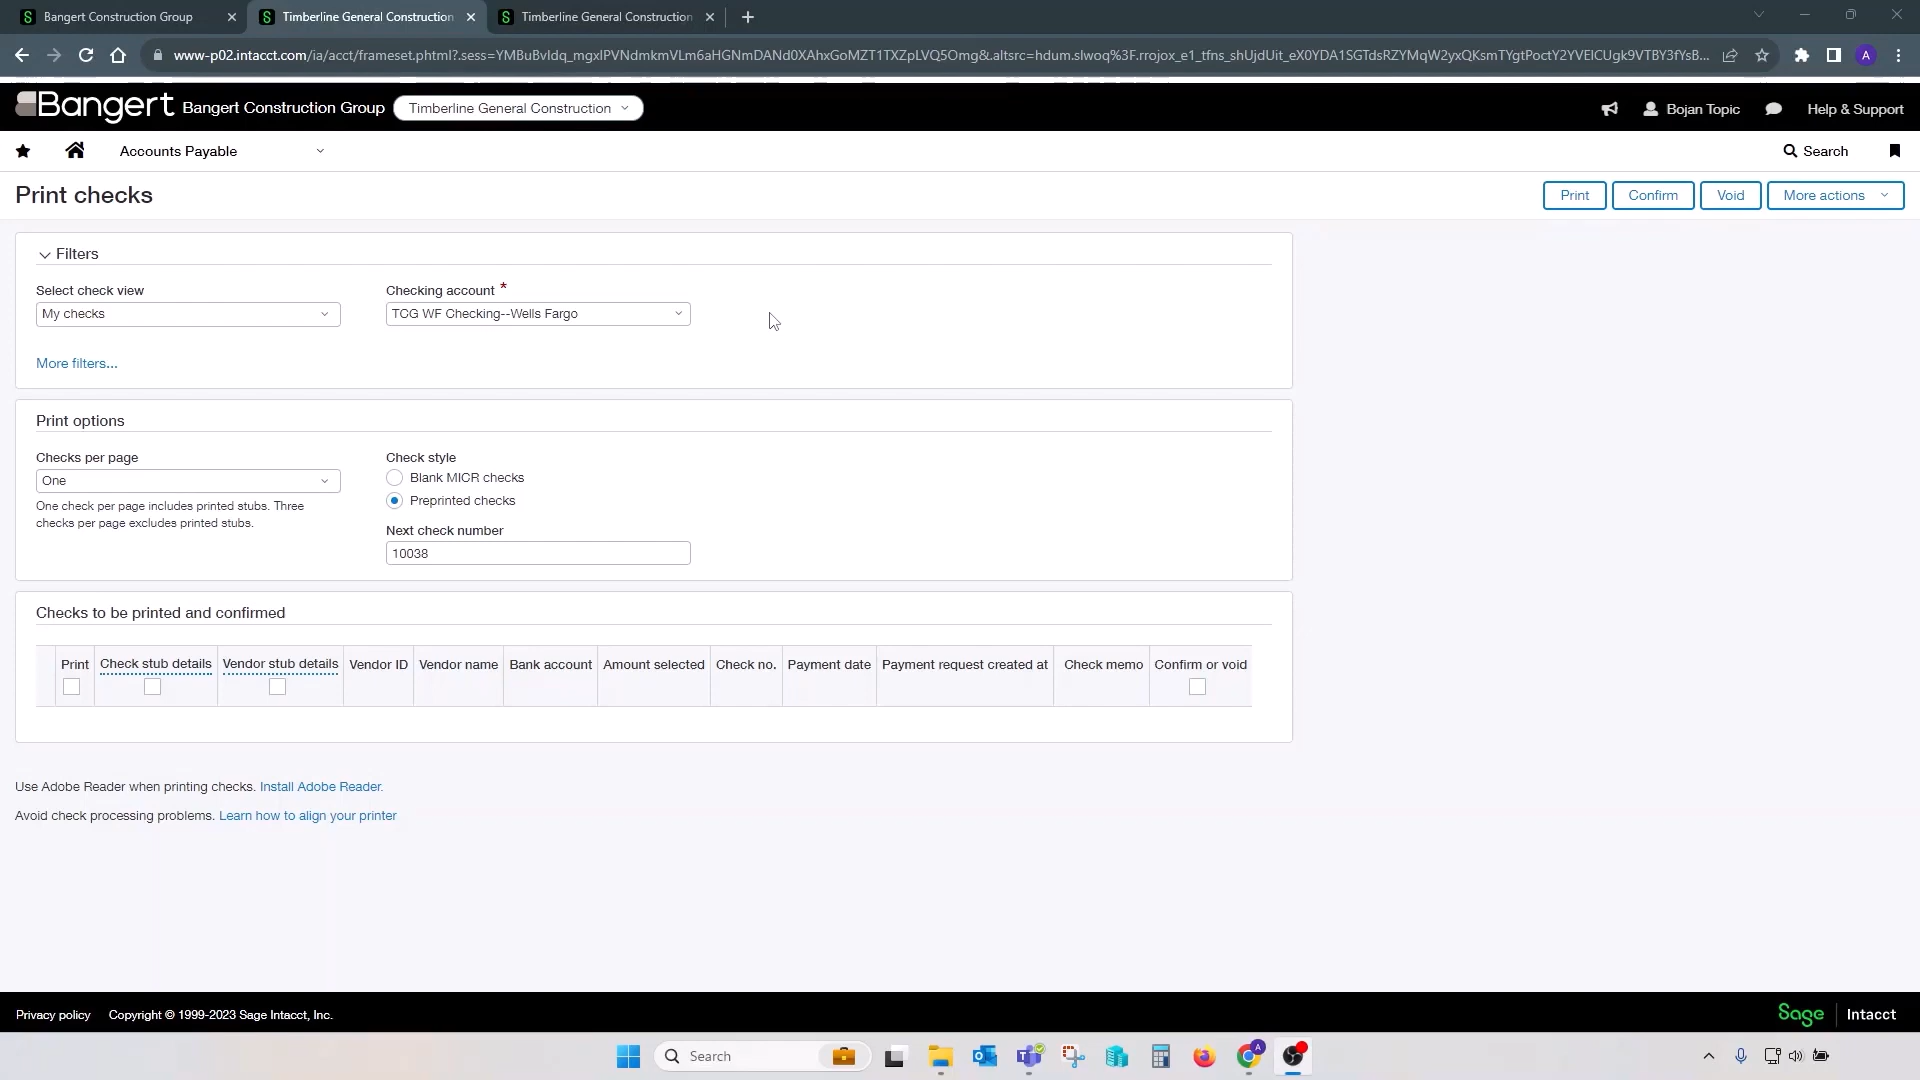 Bangert Construction Group
Timberline General Construction
Timberline General Construction
www-p02.intacct.com/ia/acct/frameset.phtml?.sess=
Bangert Bangert Construction Group Timberline General Construction
Bojan Topic
Help & Support
Accounts Payable
Search
Print checks
Print Confirm Void More actions
Filters
Select check view
Checking account *
My checks
TCG WF Checking--Wells Fargo
More filters...
Print options
Checks per page
Check style
Blank MICR checks
One
Preprinted checks
One check per page includes printed stubs. Three
checks per page excludes printed stubs.
Next check number
10038
Checks to be printed and confirmed
Print Check stub details Vendor stub details Vendor ID Vendor name Bank account Amount selected Check no. Payment date Payment request created at Check memo Confirm or void
Use Adobe Reader when printing checks. Install Adobe Reader.
Avoid check processing problems. Learn how to align your printer
Privacy policy Copyright © 1999-2023 Sage Intacct, Inc.
Sage Intacct
Search